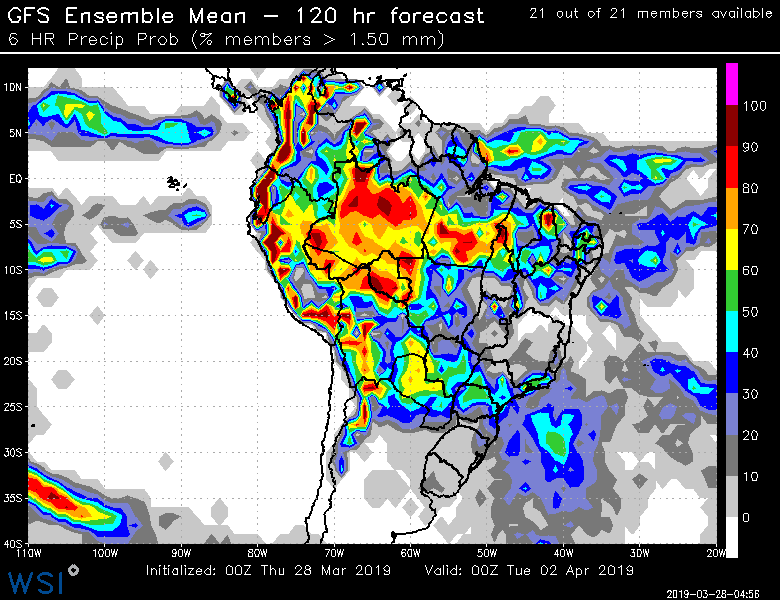 GFS Ensemble Mean – 120 hr forecast
21 out of 21 members available
6 HR Precip Prob (% members > 1.50 mm)
10N
5N
EQ
5S
10S
15S
20S
25S
30S
35S
40S
100
90
80
70
60
50
40
30
20
10
0
110W 100W 90W 80W 70W 60W 50W 40W 30W 20W
Initialized: 00Z Thu 28 Mar 2019 Valid: 00Z Tue 02 Apr 2019
WSI
2019-03-28-04:56